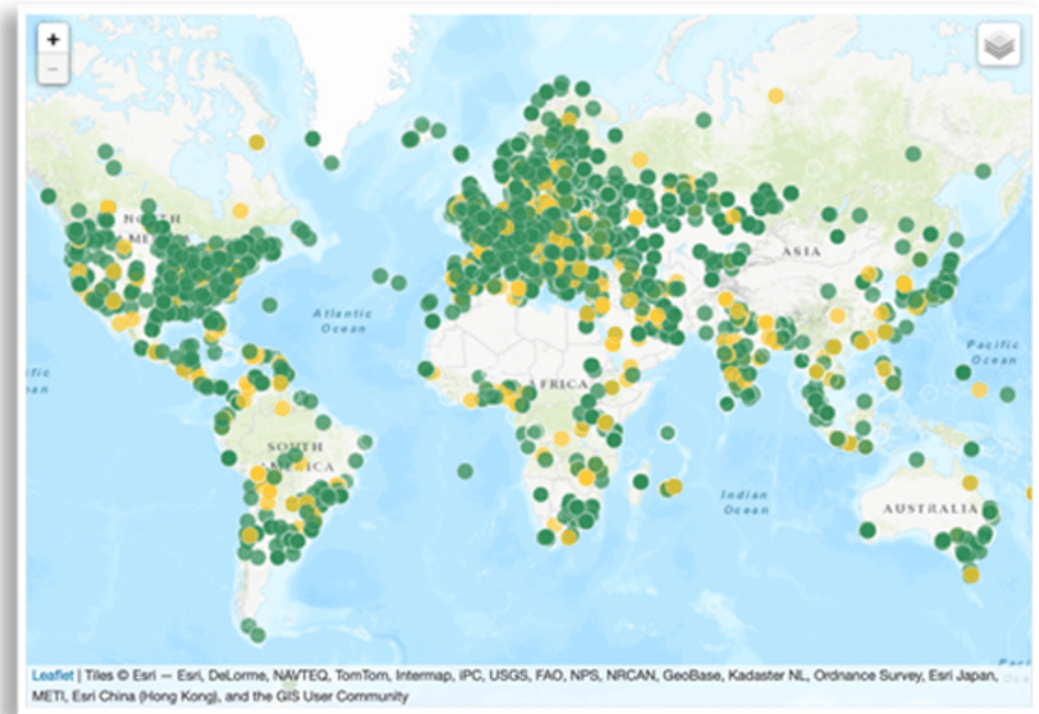 +
−
NORTH
AMERICA
ASIA
Atlantic
Ocean
Pacific
Ocean
AFRICA
SOUTH
AMERICA
Indian
Ocean
AUSTRALIA
Leaflet | Tiles © Esri — Esri, DeLorme, NAVTEQ, TomTom, Intermap, iPC, USGS, FAO, NPS, NRCAN, GeoBase, Kadaster NL, Ordnance Survey, Esri Japan,
METI, Esri China (Hong Kong), and the GIS User Community